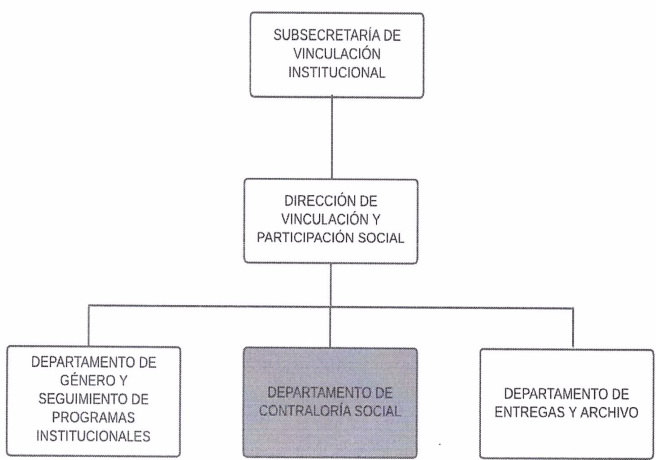 SUBSECRETARÍA DE
VINCULACIÓN
INSTITUCIONAL
DIRECCIÓN DE
VINCULACIÓN Y
PARTICIPACIÓN SOCIAL
DEPARTAMENTO DE
GÉNERO Y
SEGUIMIENTO DE
PROGRAMAS
INSTITUCIONALES
DEPARTAMENTO DE
CONTRALORÍA SOCIAL
DEPARTAMENTO DE
ENTREGAS Y ARCHIVO